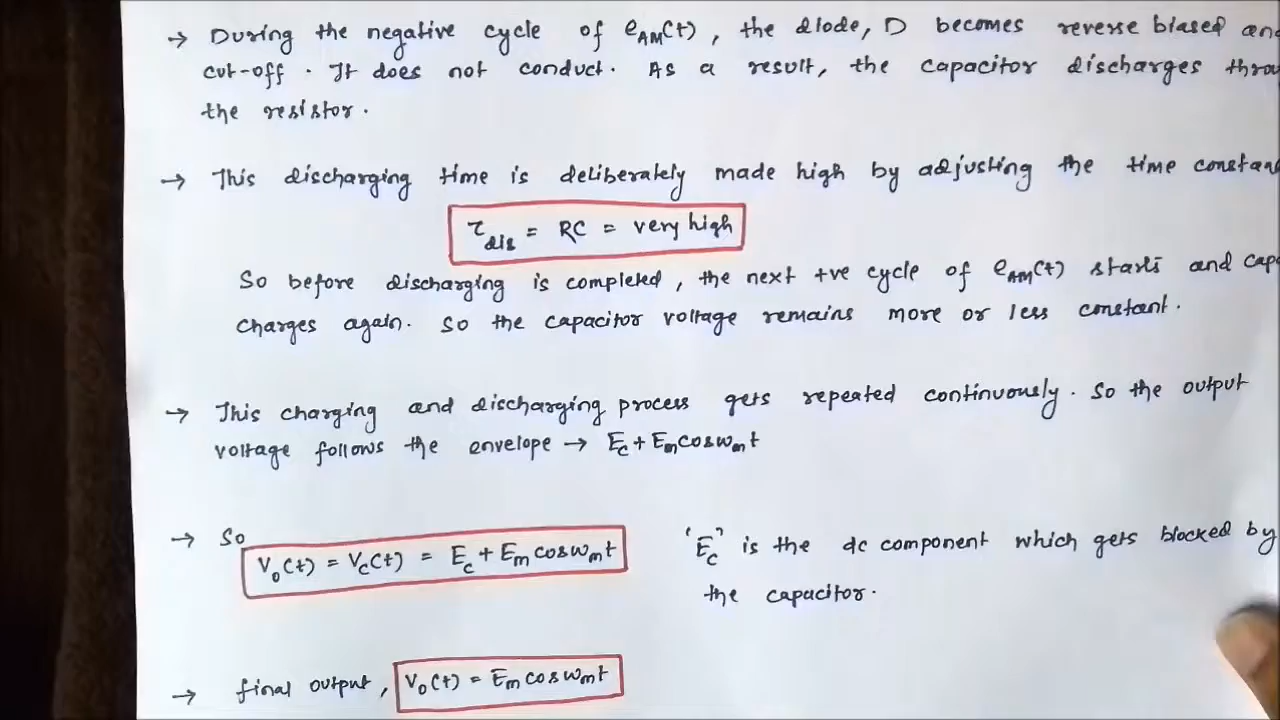 → During the negative cycle of e_AM(t), the diode, D becomes reverse biased and
cut-off. It does not conduct. As a result, the capacitor discharges throu
the resistor.
→ This discharging time is deliberately made high by adjusting the time constan
τ_dis = RC = very high
So before discharging is completed, the next +ve cycle of e_AM(t) starts and cap
charges again. So the capacitor voltage remains more or less constant.
→ This charging and discharging process gets repeated continuously. So the output
voltage follows the envelope → E_c + E_m cos ω_m t
→ So
V_o(t) = V_c(t) = E_c + E_m cos ω_m t
'E_c' is the dc component which gets blocked by
the capacitor.
→ final output, V_o(t) = E_m cos ω_m t